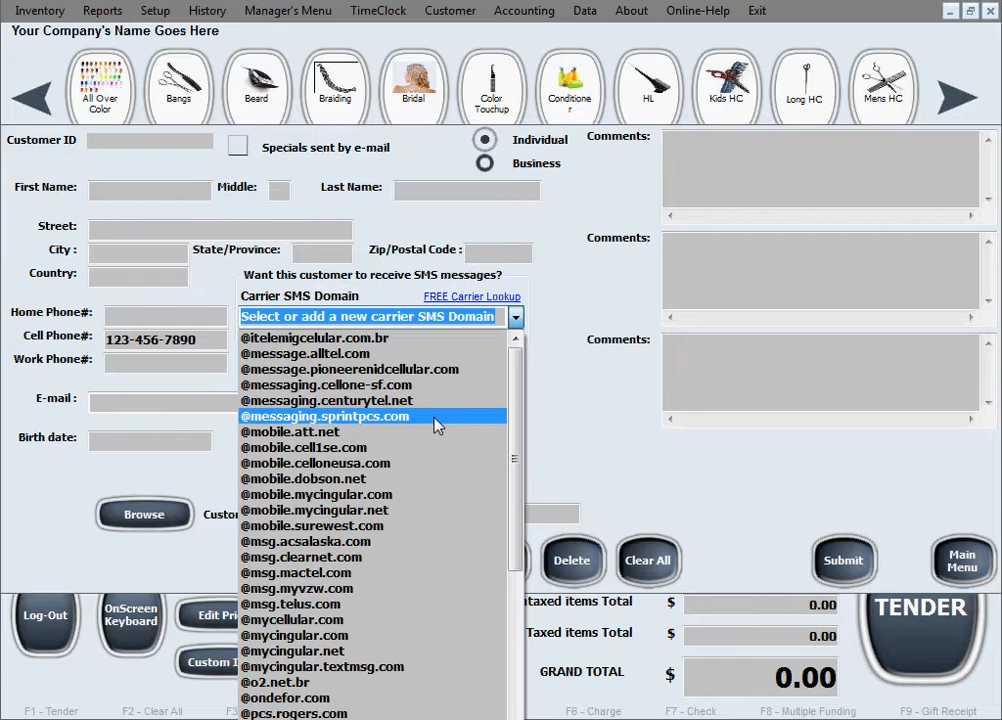 Inventory Reports Setup History Manager's Menu TimeClock Customer Accounting Data About Online-Help Exit
Your Company's Name Goes Here
All Over Color
Bangs
Beard
Braiding
Bridal
Color Touchup
Conditione r
HL
Kids HC
Long HC
Mens HC
Customer ID
Specials sent by e-mail
Individual
Business
Comments:
First Name:
Middle:
Last Name:
Street:
City :
State/Province:
Zip/Postal Code :
Comments:
Country:
Want this customer to receive SMS messages?
Carrier SMS Domain
FREE Carrier Lookup
Home Phone#:
Select or add a new carrier SMS Domain
Cell Phone#:
123-456-7890
Comments:
Work Phone#:
E-mail :
Birth date:
@itelemigcelular.com.br
@message.alltel.com
@message.pioneerenidcellular.com
@messaging.cellone-sf.com
@messaging.centurytel.net
@messaging.sprintpcs.com
@mobile.att.net
@mobile.cell1se.com
@mobile.celloneusa.com
@mobile.dobson.net
@mobile.mycingular.com
@mobile.mycingular.net
@mobile.surewest.com
@msg.acsalaska.com
@msg.clearnet.com
@msg.mactel.com
@msg.myvzw.com
@msg.telus.com
@mycellular.com
@mycingular.com
@mycingular.net
@mycingular.textmsg.com
@o2.net.br
@ondefor.com
@pcs.rogers.com
Browse
Custo
Delete
Clear All
Submit
Main Menu
Log-Out
OnScreen Keyboard
Edit Pri
Custom I
ntaxed items Total $ 0.00
Taxed items Total $ 0.00
GRAND TOTAL $ 0.00
TENDER
F1 - Tender F2 - Clear All F3 F6 - Charge F7 - Check F8 - Multiple Funding F9 - Gift Receipt